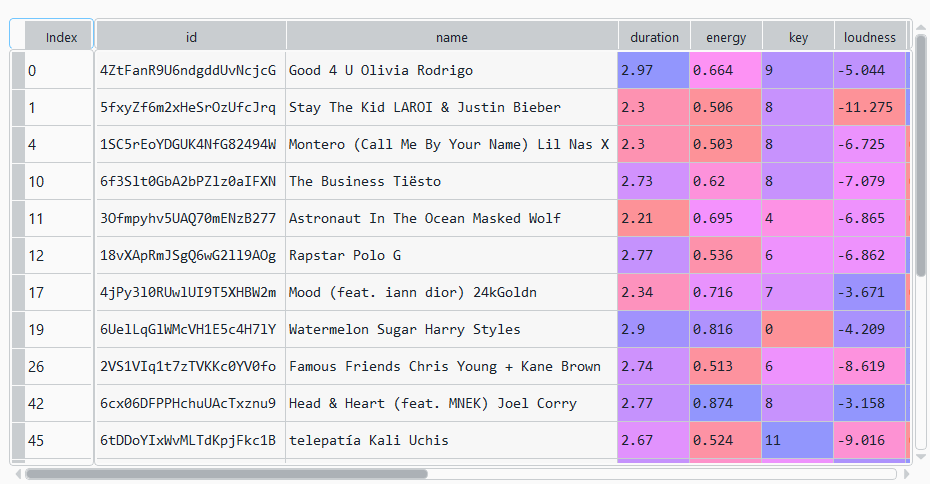 Index id name duration energy key loudness
0 4ZtFanR9U6ndgddUvNcjcG Good 4 U Olivia Rodrigo 2.97 0.664 9 -5.044
1 5fxyZf6m2xHeSrOzUfcJrq Stay The Kid LAROI & Justin Bieber 2.3 0.506 8 -11.275
4 1SC5rEoYDGUK4NfG82494W Montero (Call Me By Your Name) Lil Nas X 2.3 0.503 8 -6.725
10 6f3Slt0GbA2bPZlz0aIFXN The Business Tiësto 2.73 0.62 8 -7.079
11 3Ofmpyhv5UAQ70mENzB277 Astronaut In The Ocean Masked Wolf 2.21 0.695 4 -6.865
12 18vXApRmJSgQ6wG2ll9AOg Rapstar Polo G 2.77 0.536 6 -6.862
17 4jPy3l0RUwlUI9T5XHBW2m Mood (feat. iann dior) 24kGoldn 2.34 0.716 7 -3.671
19 6UelLqGlWMcVH1E5c4H7lY Watermelon Sugar Harry Styles 2.9 0.816 0 -4.209
26 2VS1VIq1t7zTVKKc0YV0fo Famous Friends Chris Young + Kane Brown 2.74 0.513 6 -8.619
42 6cx06DFPPHchuUAcTxznu9 Head & Heart (feat. MNEK) Joel Corry 2.77 0.874 8 -3.158
45 6tDDoYIxWvMLTdKpjFkc1B telepatía Kali Uchis 2.67 0.524 11 -9.016